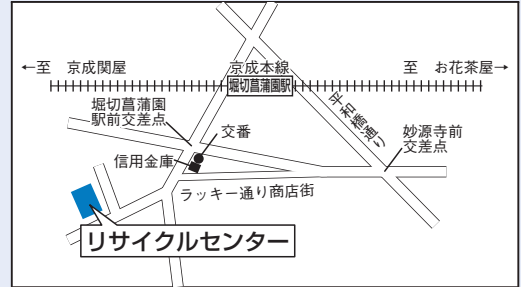 ←至 京成関屋
京成本線
至 お花茶屋→
堀切菖蒲園駅
平和橋通り
堀切菖蒲園
駅前交差点
交番
妙源寺前
交差点
信用金庫
ラッキー通り商店街
リサイクルセンター